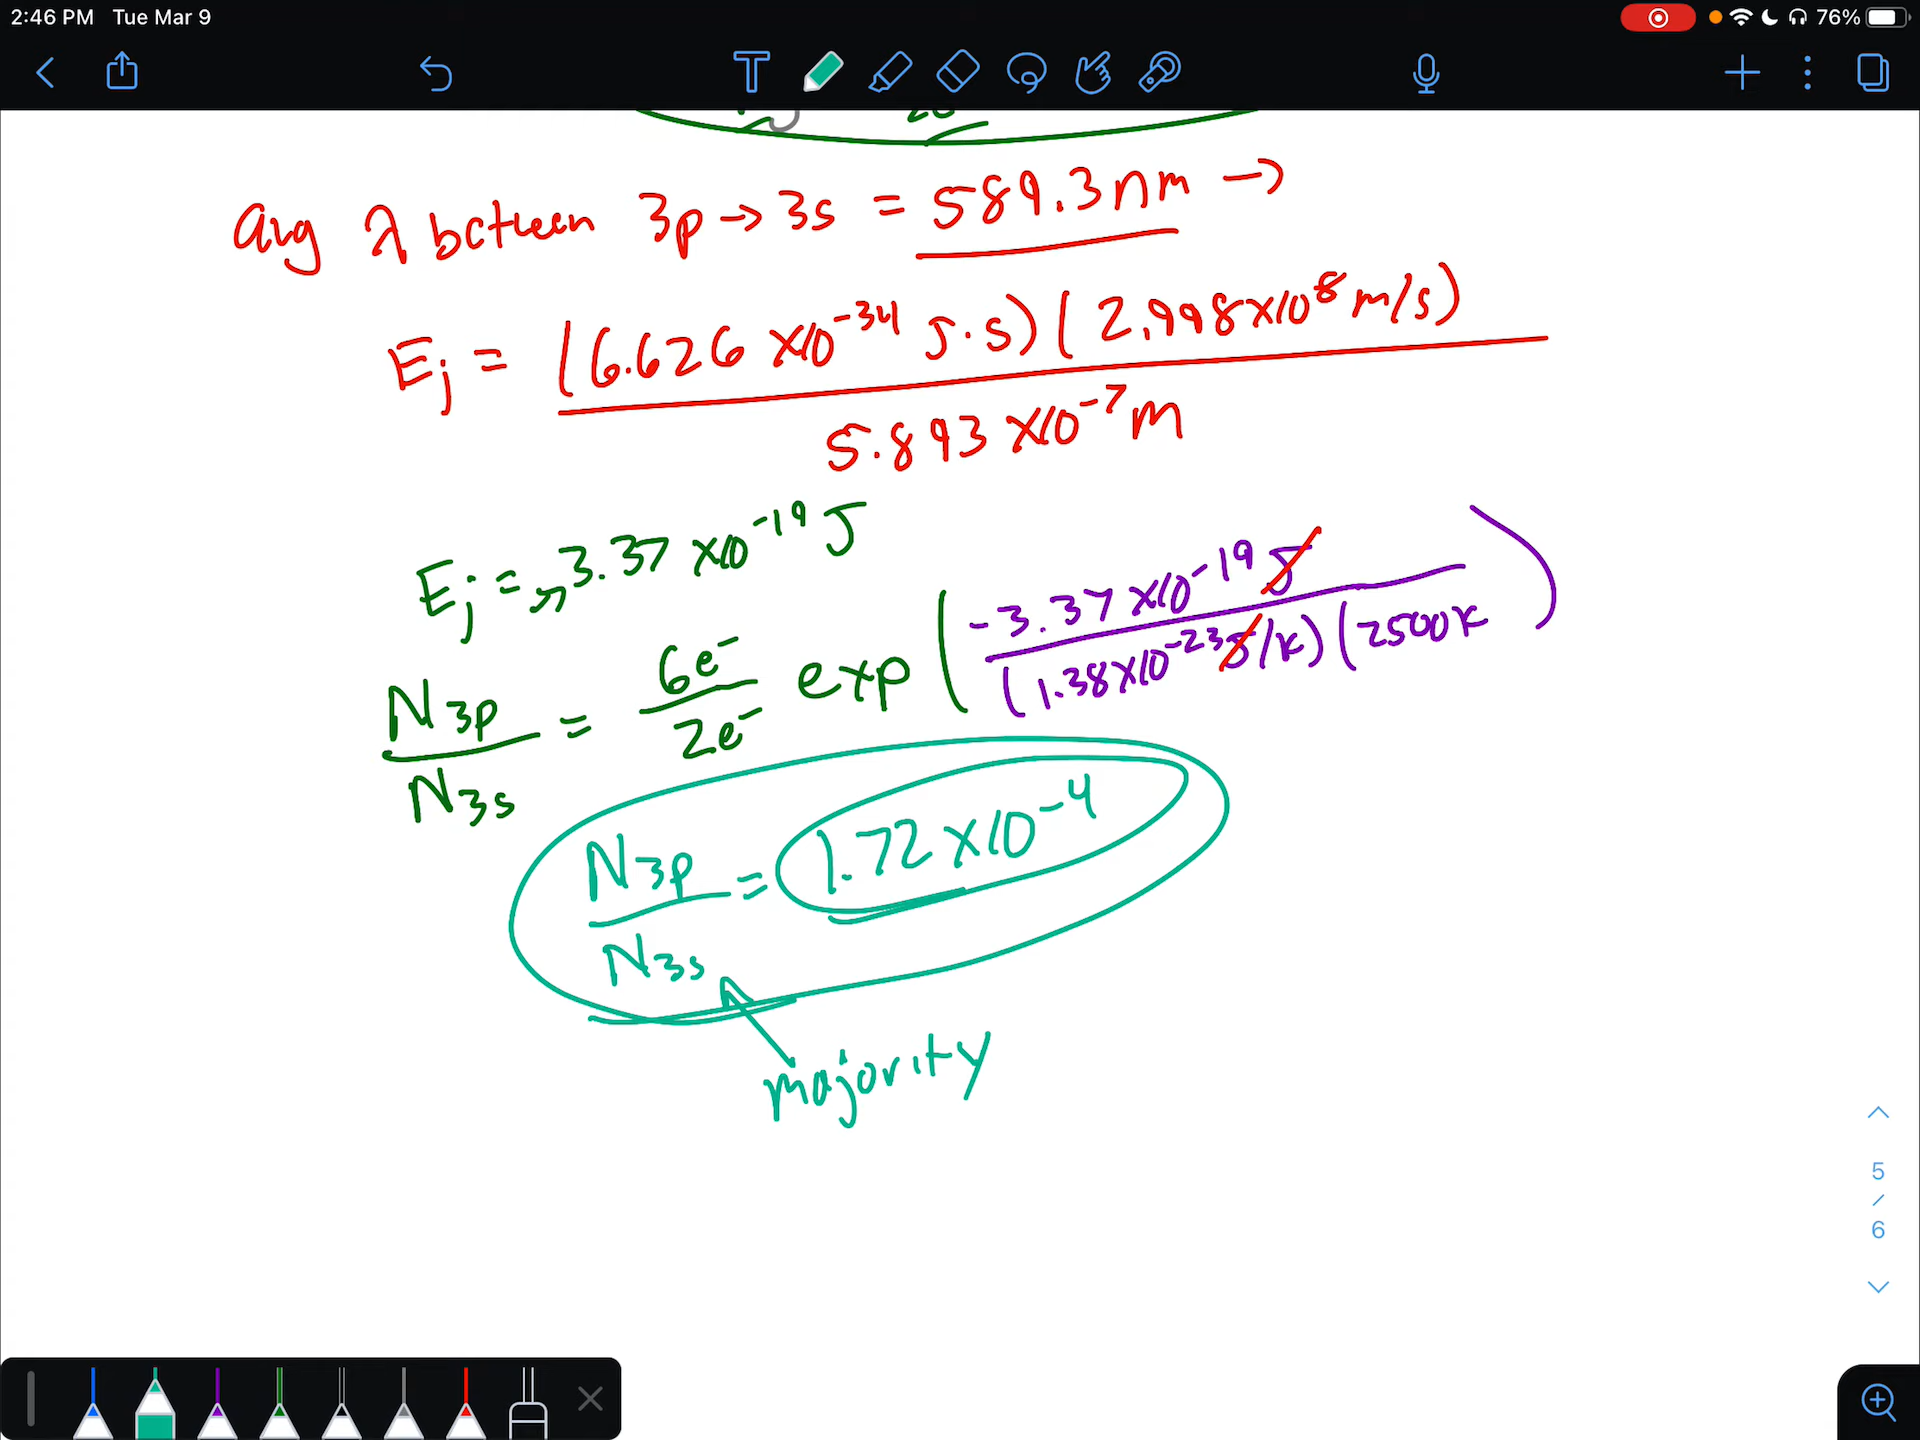 2:46 PM Tue Mar 9
76%
avg λ between 3p → 3s = 589.3 nm →
Ej = (6.626 x10^-34 J·s)(2.998x10^8 m/s)
5.893 x10^-7 m
Ej = → 3.37 x10^-19 J
N3p / N3s = 6e^- / 2e^- exp ( -3.37 x10^-19 J / (1.38x10^-23 J/K)(2500K )
N3p / N3s = 1.72 x10^-4
majority
5
/
6